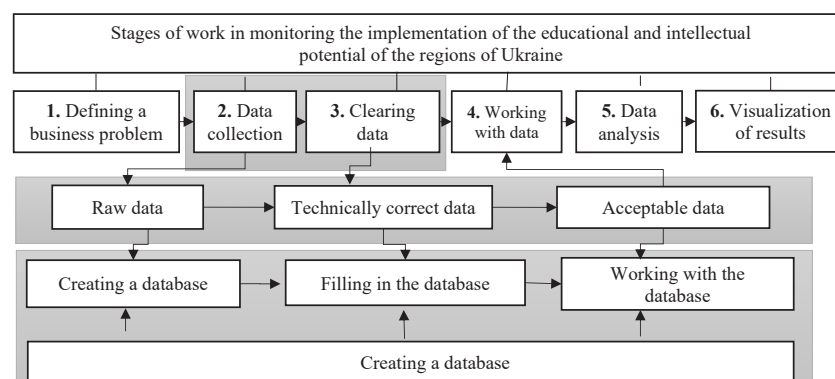 Stages of work in monitoring the implementation of the educational and intellectual
potential of the regions of Ukraine
1. Defining a
business problem
2. Data
collection
3. Clearing
data
4. Working
with data
5. Data
analysis
6. Visualization
of results
Raw data
Technically correct data
Acceptable data
Creating a database
Filling in the database
Working with the
database
Creating a database